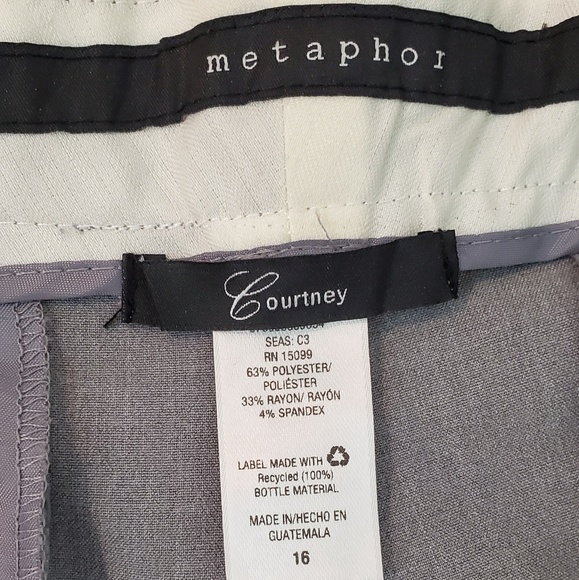 metaphor
Courtney
SEAS: C3
RN 15099
63% POLYESTER/
POLIÉSTER
33% RAYON/ RAYÓN
4% SPANDEX
LABEL MADE WITH
Recycled (100%)
BOTTLE MATERIAL
MADE IN/HECHO EN
GUATEMALA
16